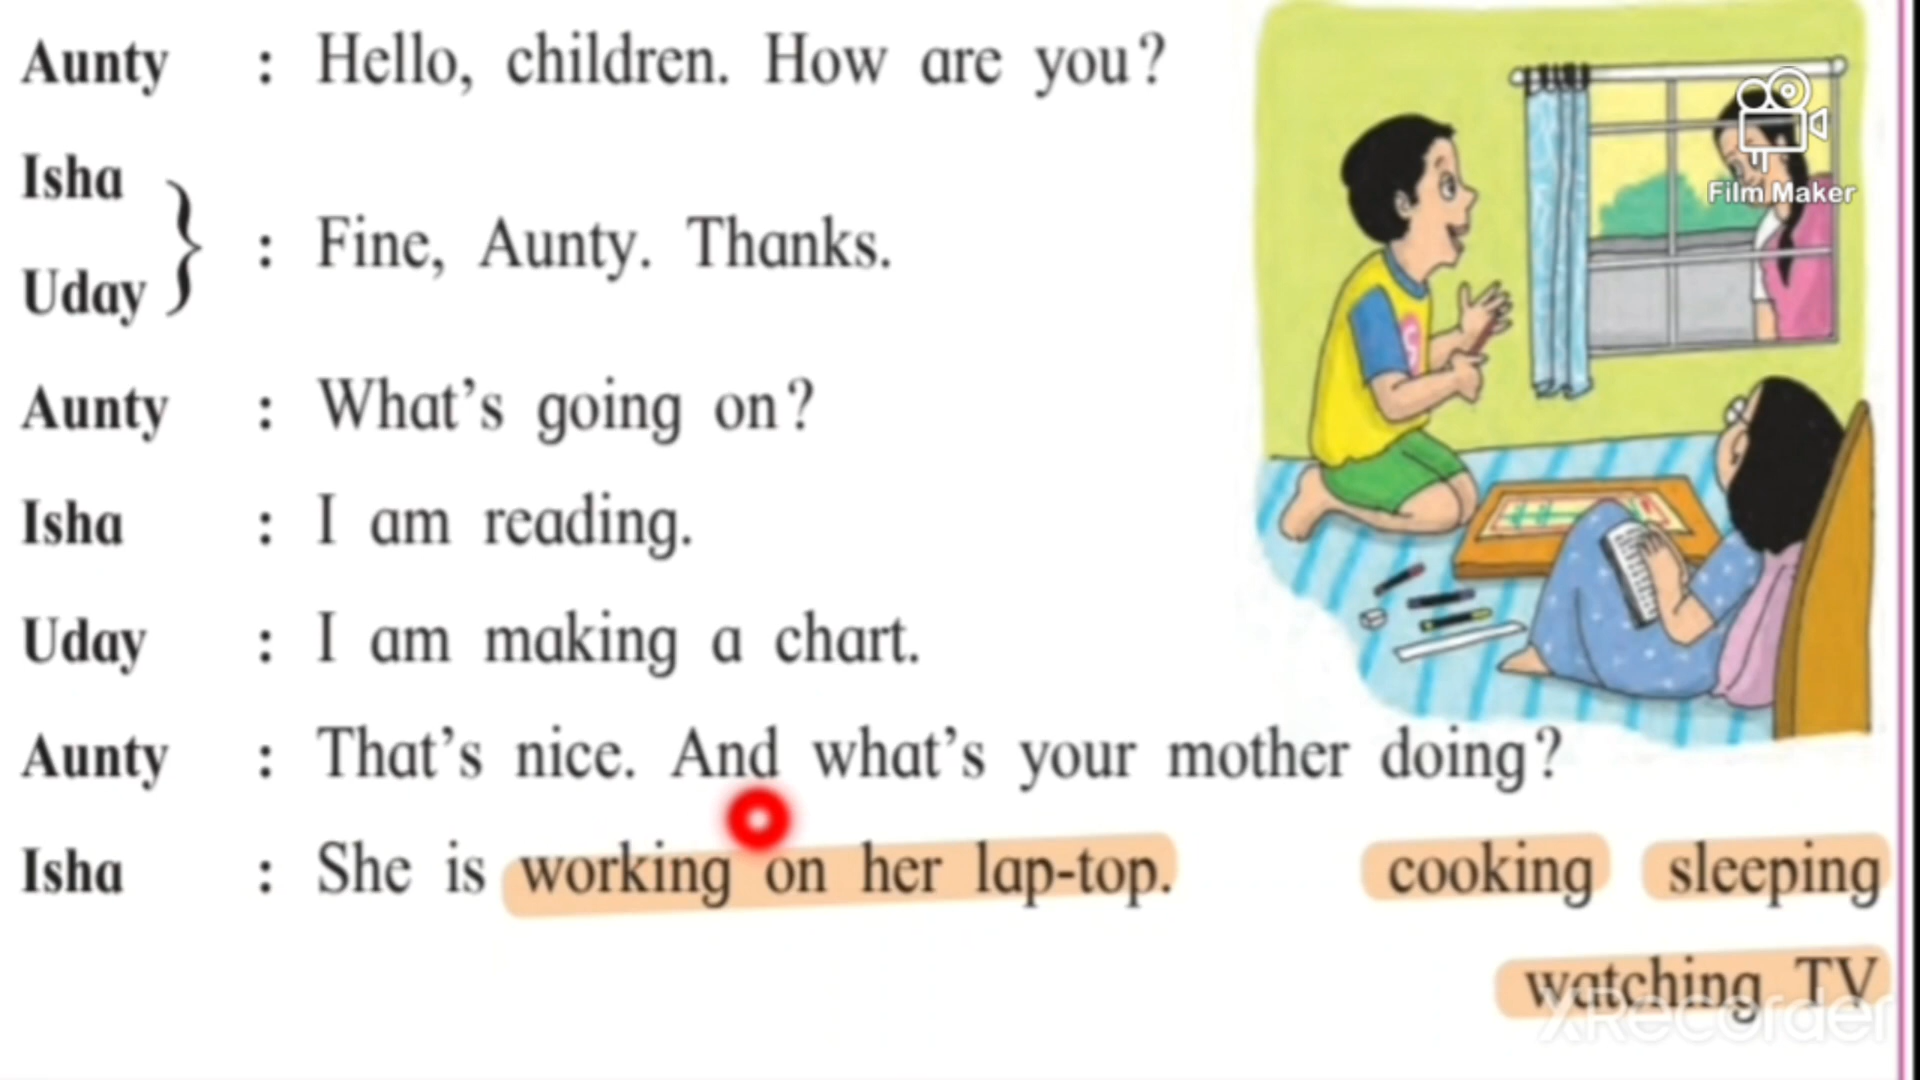 Aunty : Hello, children. How are you?
Isha
Uday } : Fine, Aunty. Thanks.
Aunty : What's going on?
Isha : I am reading.
Uday : I am making a chart.
Aunty : That's nice. And what's your mother doing?
Isha : She is working on her lap-top. cooking sleeping
watching TV
Film Maker
XRecorder